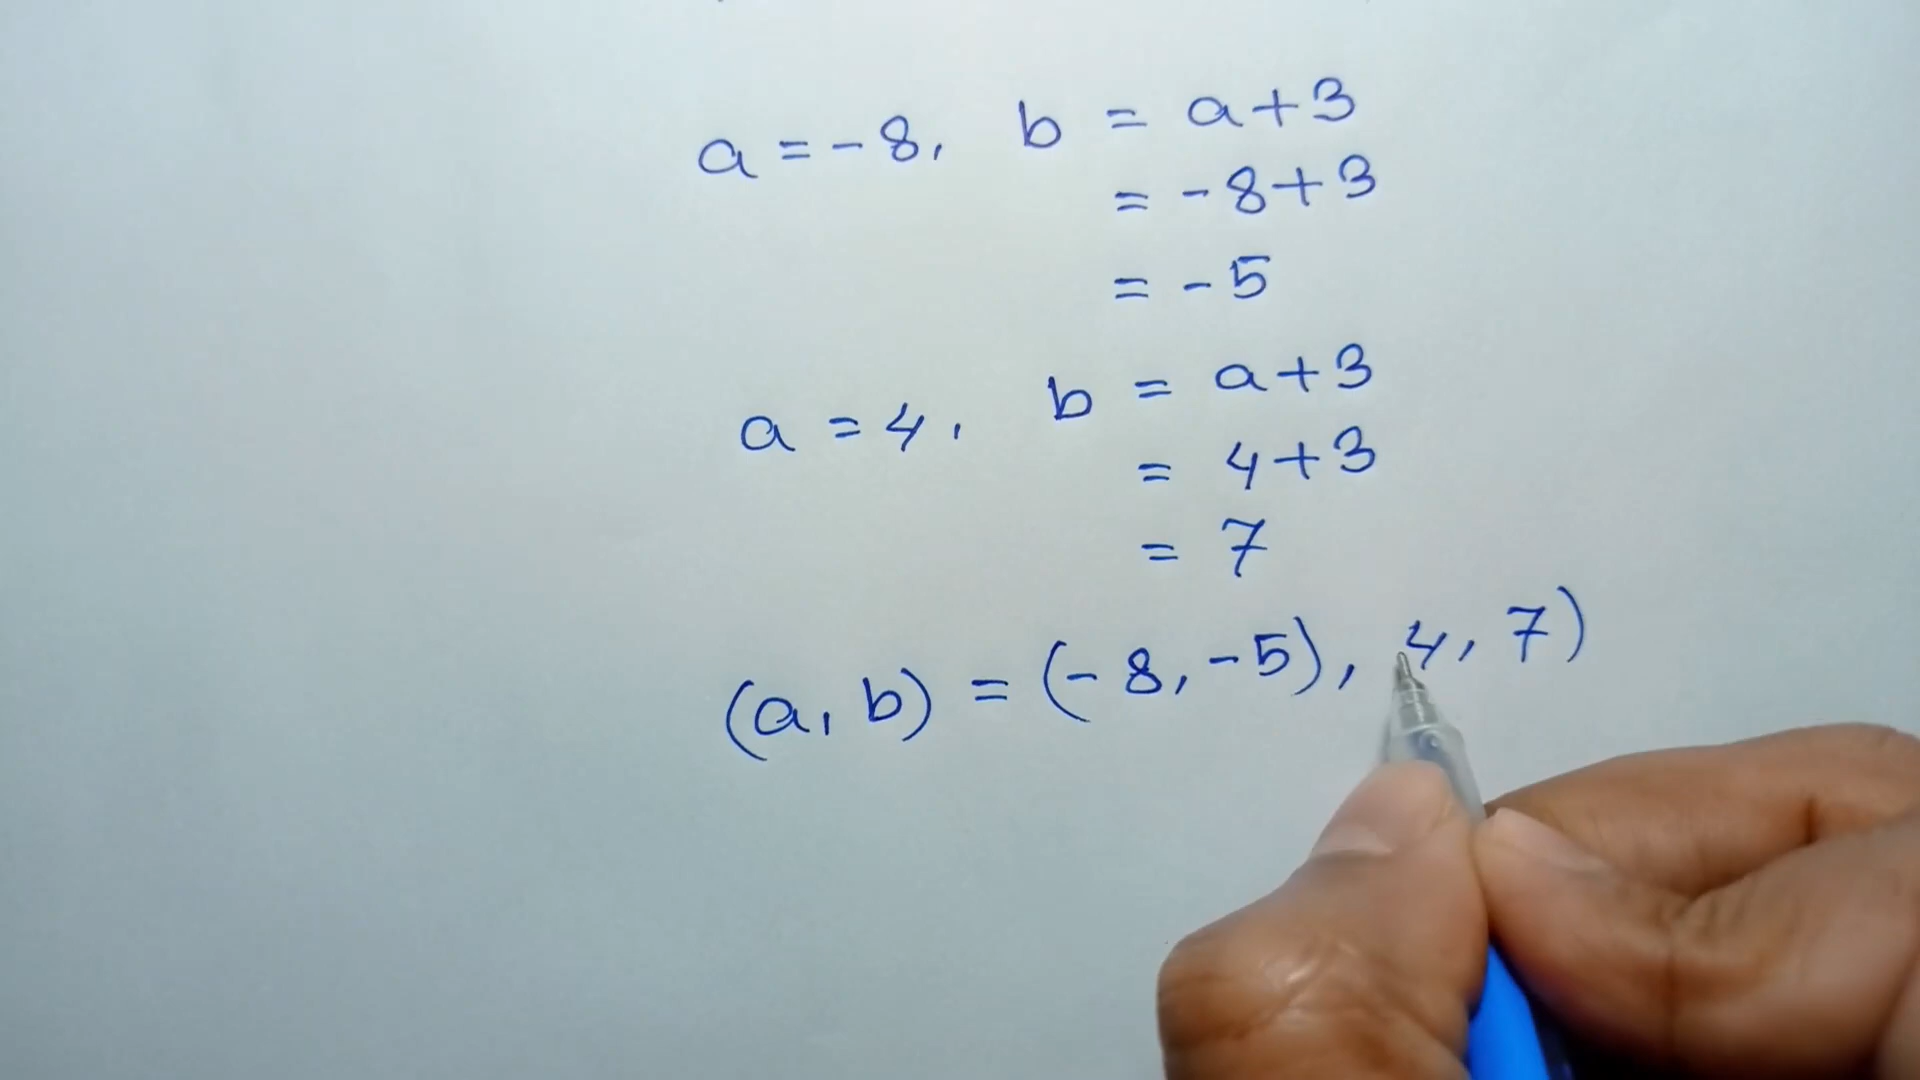 a = -8, b = a+3
= -8+3
= -5
a = 4, b = a+3
= 4+3
= 7
(a, b) = (-8, -5), 4, 7)